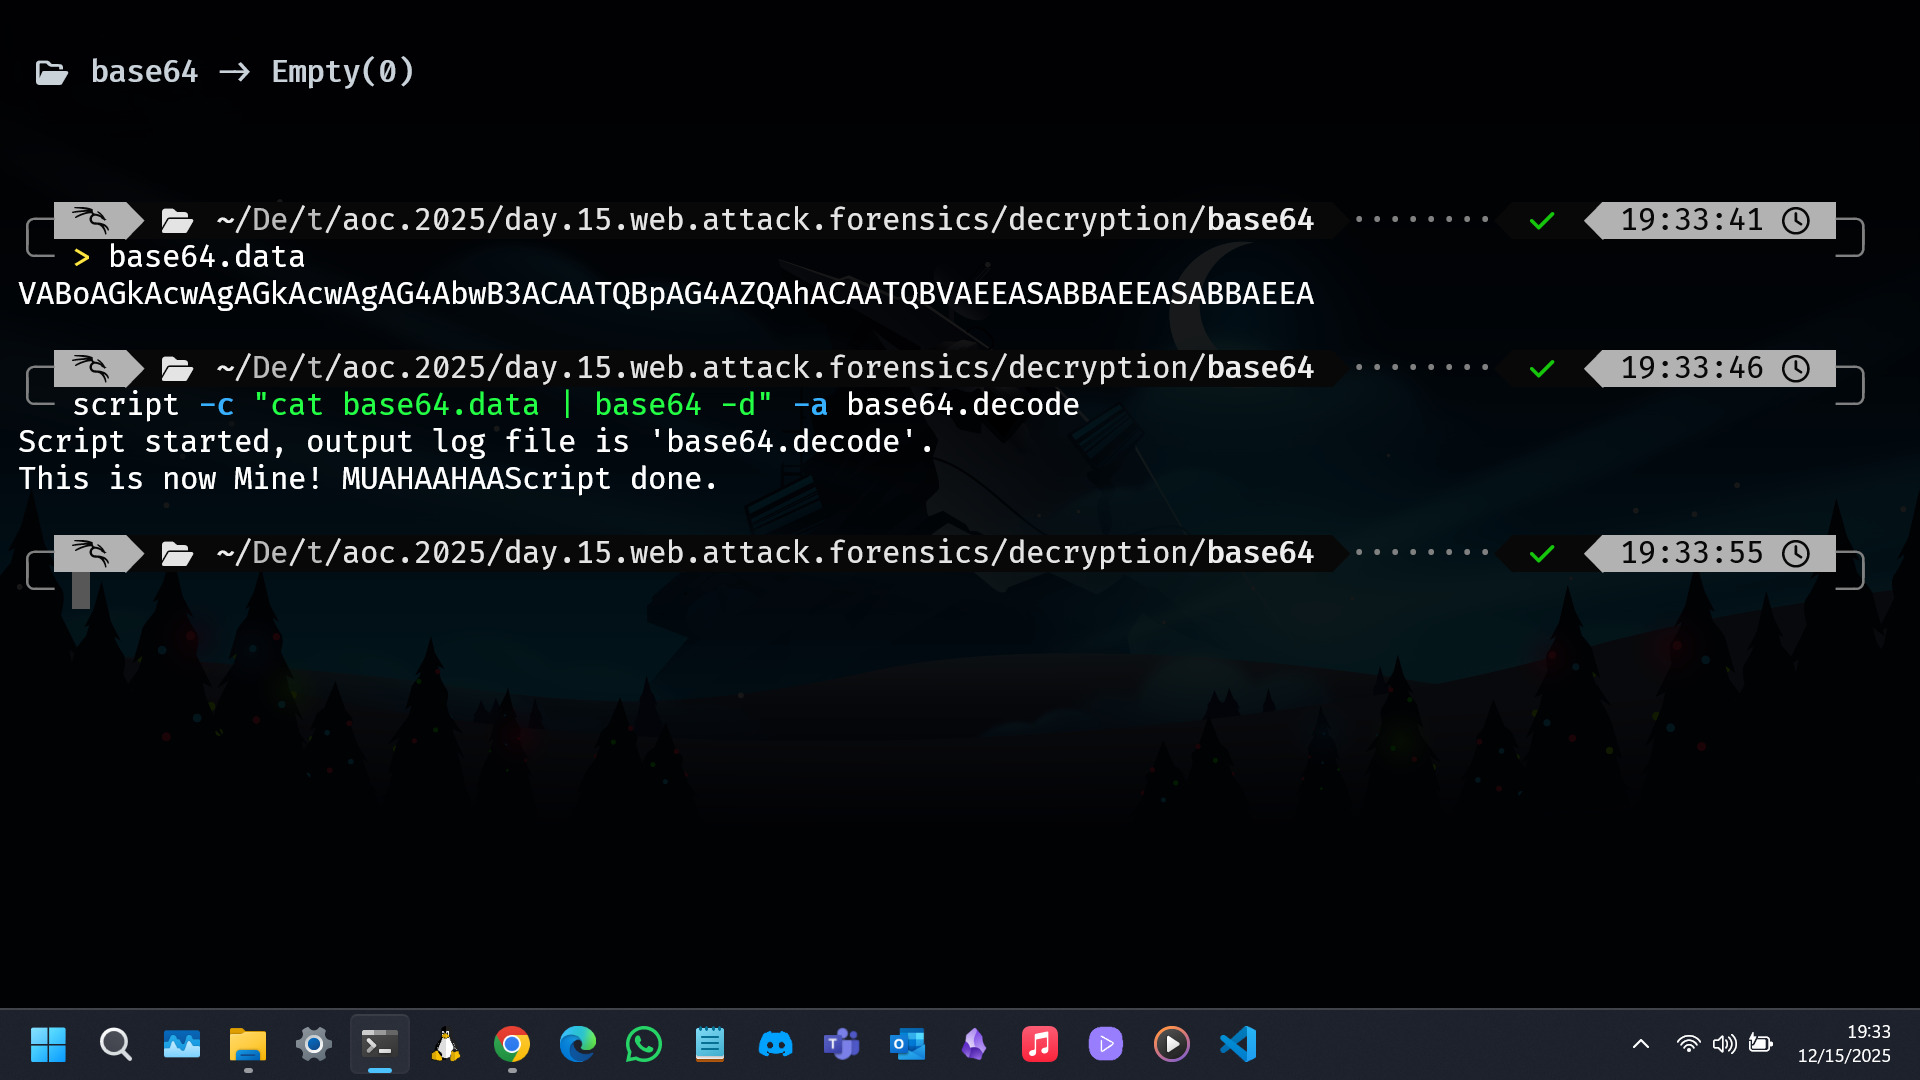 base64 → Empty(0)
~/De/t/aoc.2025/day.15.web.attack.forensics/decryption/base64 ········ ✓ 19:33:41
> base64.data
VABoAGkAcwAgAGkAcwAgAG4AbwB3ACAATQBpAG4AZQAhACAATQBVAEEASABBAEEASABBAEEA
~/De/t/aoc.2025/day.15.web.attack.forensics/decryption/base64 ········ ✓ 19:33:46
script -c "cat base64.data | base64 -d" -a base64.decode
Script started, output log file is 'base64.decode'.
This is now Mine! MUAHAAHAAScript done.
~/De/t/aoc.2025/day.15.web.attack.forensics/decryption/base64 ········ ✓ 19:33:55
19:33
12/15/2025